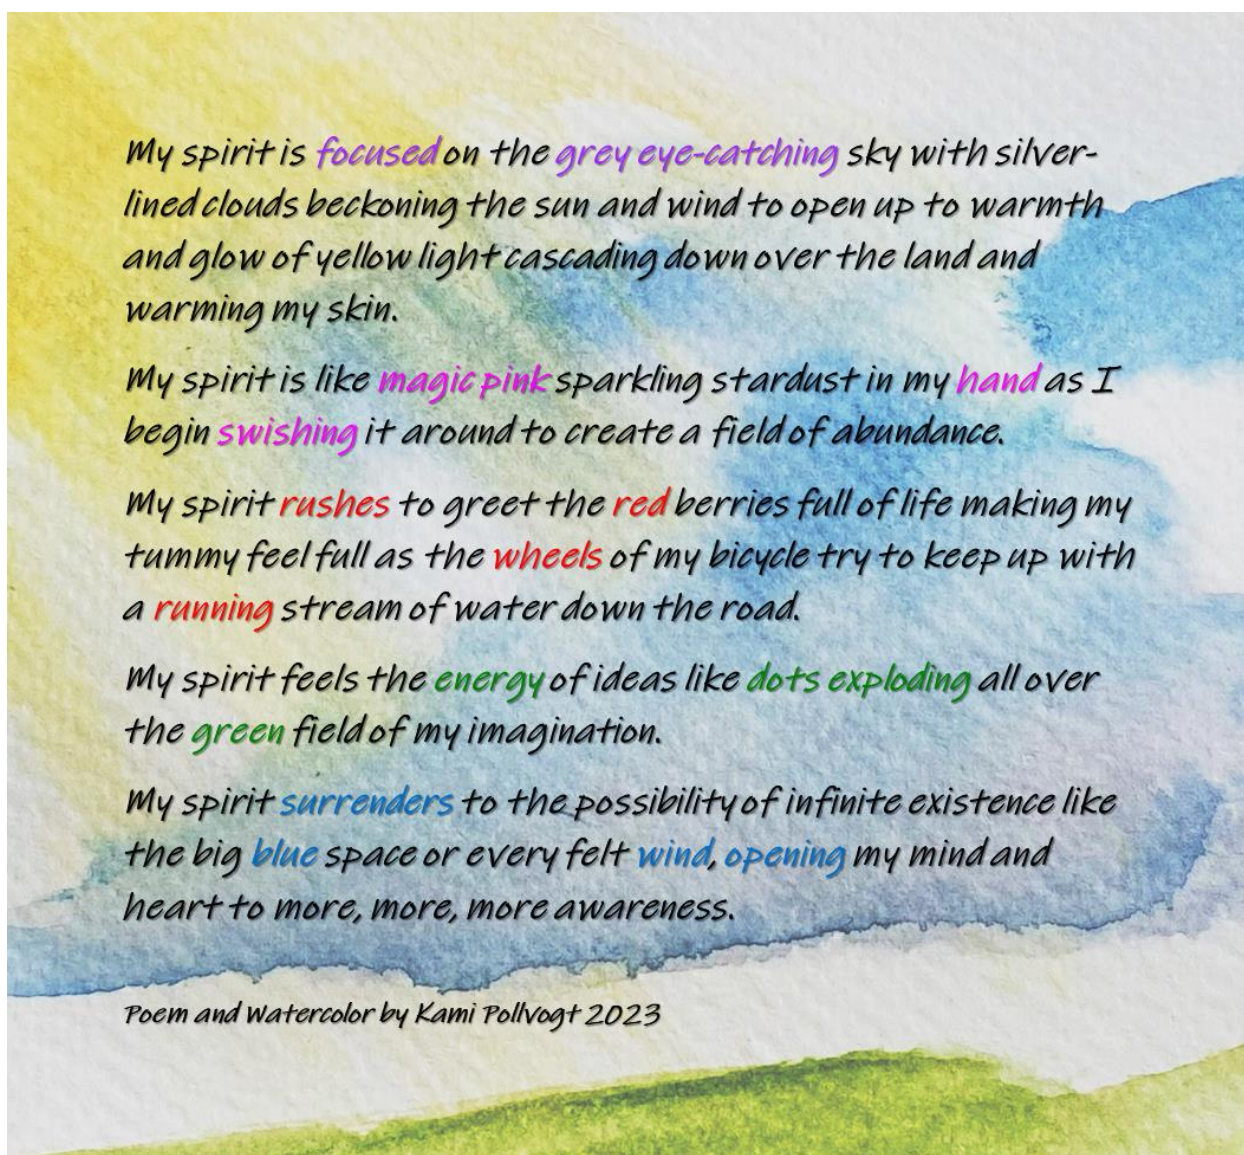 My spirit is focused on the grey eye-catching sky with silver-
lined clouds beckoning the sun and wind to open up to warmth
and glow of yellow light cascading down over the land and
warming my skin.
My spirit is like magic pink sparkling stardust in my hand as I
begin swishing it around to create a field of abundance.
My spirit rushes to greet the red berries full of life making my
tummy feel full as the wheels of my bicycle try to keep up with
a running stream of water down the road.
My spirit feels the energy of ideas like dots exploding all over
the green field of my imagination.
My spirit surrenders to the possibility of infinite existence like
the big blue space or every felt wind, opening my mind and
heart to more, more, more awareness.
Poem and Watercolor by Kami Pollvogt 2023